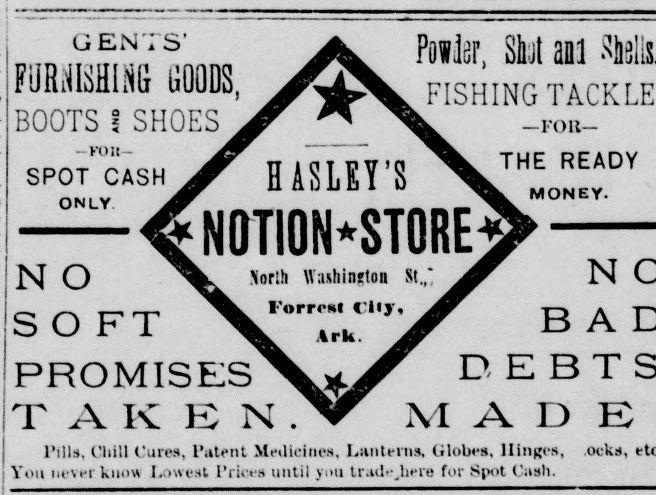 GENTS'
FURNISHING GOODS,
BOOTS & SHOES
—FOR—
SPOT CASH
ONLY.
Powder, Shot and Shells.
FISHING TACKLE
—FOR—
THE READY
MONEY.
HASLEY'S
NOTION★STORE
North Washington St.,
Forrest City,
Ark.
NO
SOFT
PROMISES
TAKEN.
NO
BAD
DEBTS
MADE
Pills, Chill Cures, Patent Medicines, Lanterns, Globes, Hinges, ocks, etc
You never know Lowest Prices until you trade here for Spot Cash.